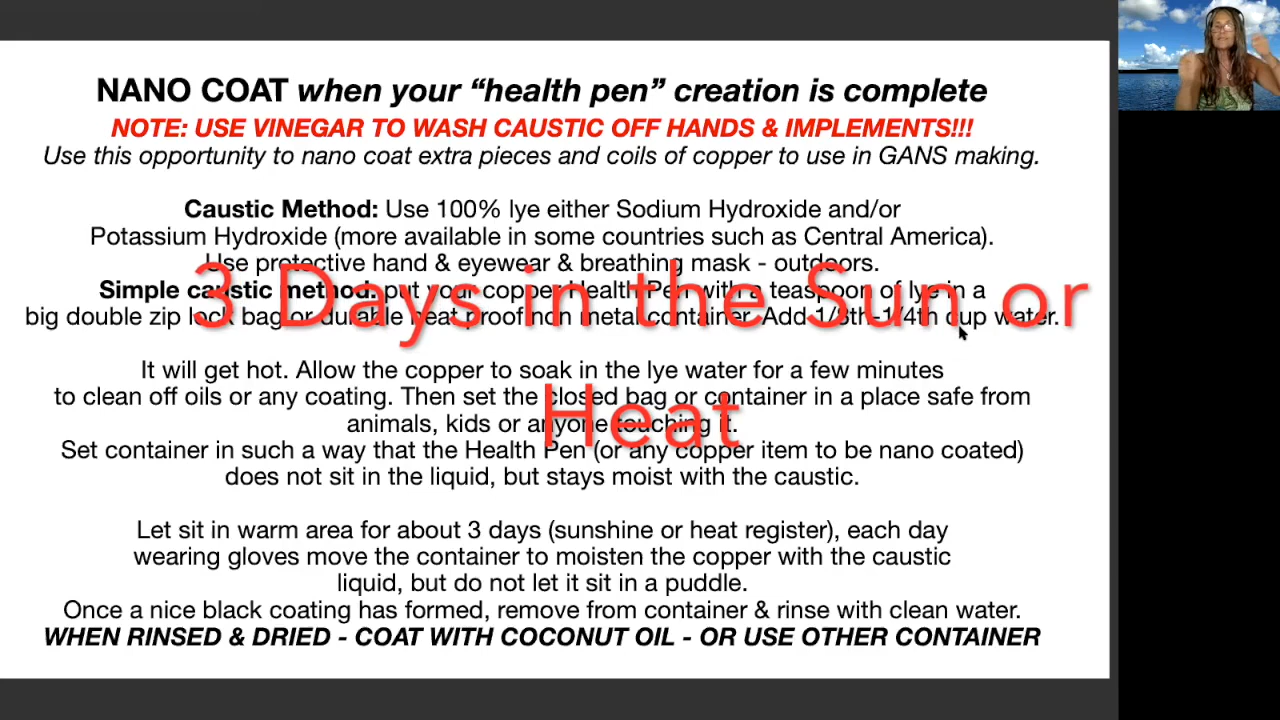 NANO COAT when your “health pen” creation is complete
NOTE: USE VINEGAR TO WASH CAUSTIC OFF HANDS & IMPLEMENTS!!!
Use this opportunity to nano coat extra pieces and coils of copper to use in GANS making.
Caustic Method: Use 100% lye either Sodium Hydroxide and/or
Potassium Hydroxide (more available in some countries such as Central America).
Use protective hand & eyewear & breathing mask - outdoors.
Simple caustic method: put your copper Health Pen with a teaspoon of lye in a
big double zip lock bag or durable heat proof non metal container. Add 1/8th-1/4th cup water.
3 Days in the Sun or
Heat
It will get hot. Allow the copper to soak in the lye water for a few minutes
to clean off oils or any coating. Then set the closed bag or container in a place safe from
animals, kids or anyone touching it.
Set container in such a way that the Health Pen (or any copper item to be nano coated)
does not sit in the liquid, but stays moist with the caustic.
Let sit in warm area for about 3 days (sunshine or heat register), each day
wearing gloves move the container to moisten the copper with the caustic
liquid, but do not let it sit in a puddle.
Once a nice black coating has formed, remove from container & rinse with clean water.
WHEN RINSED & DRIED - COAT WITH COCONUT OIL - OR USE OTHER CONTAINER